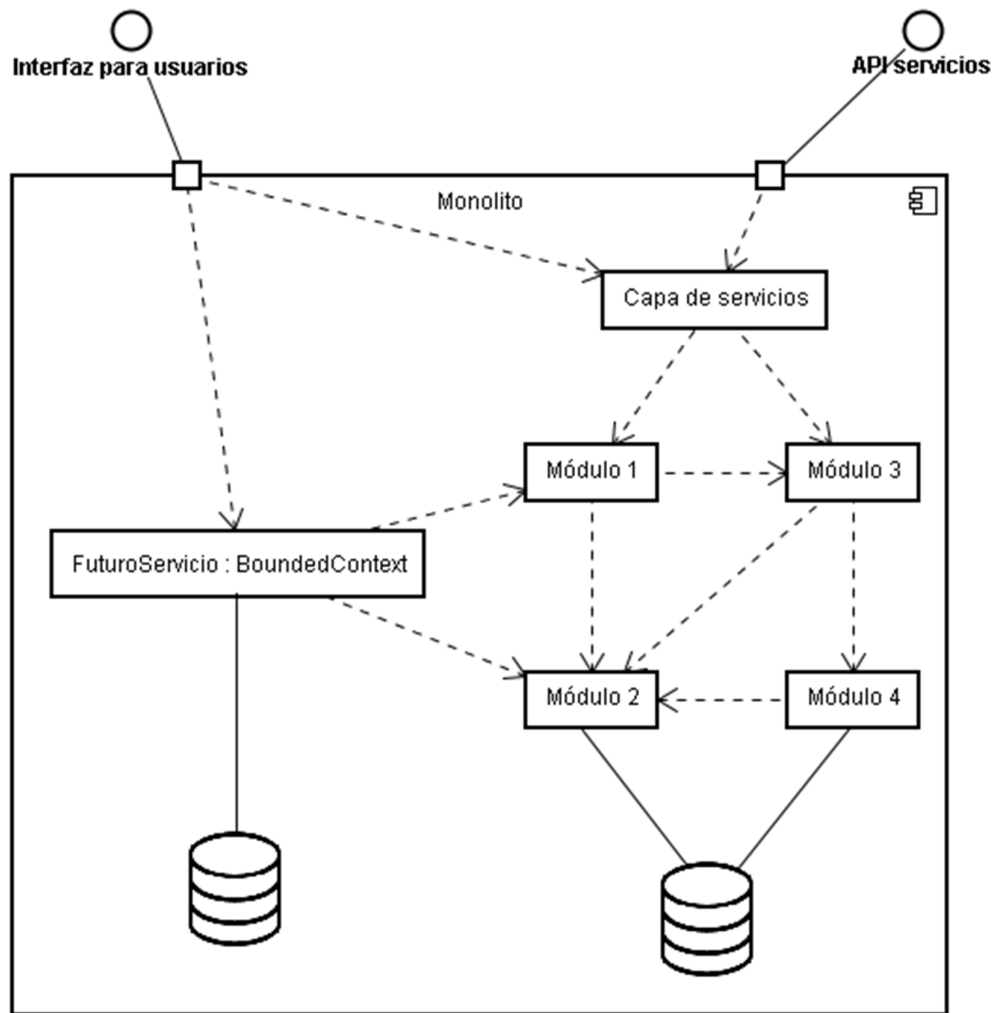 Interfaz para usuarios
API servicios
Monolito
Capa de servicios
Módulo 1
Módulo 3
FuturoServicio : BoundedContext
Módulo 2
Módulo 4